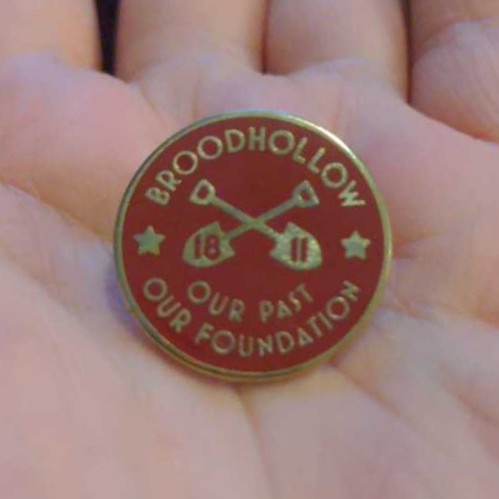 BROODHOLLOW
18 11
OUR PAST
OUR FOUNDATION